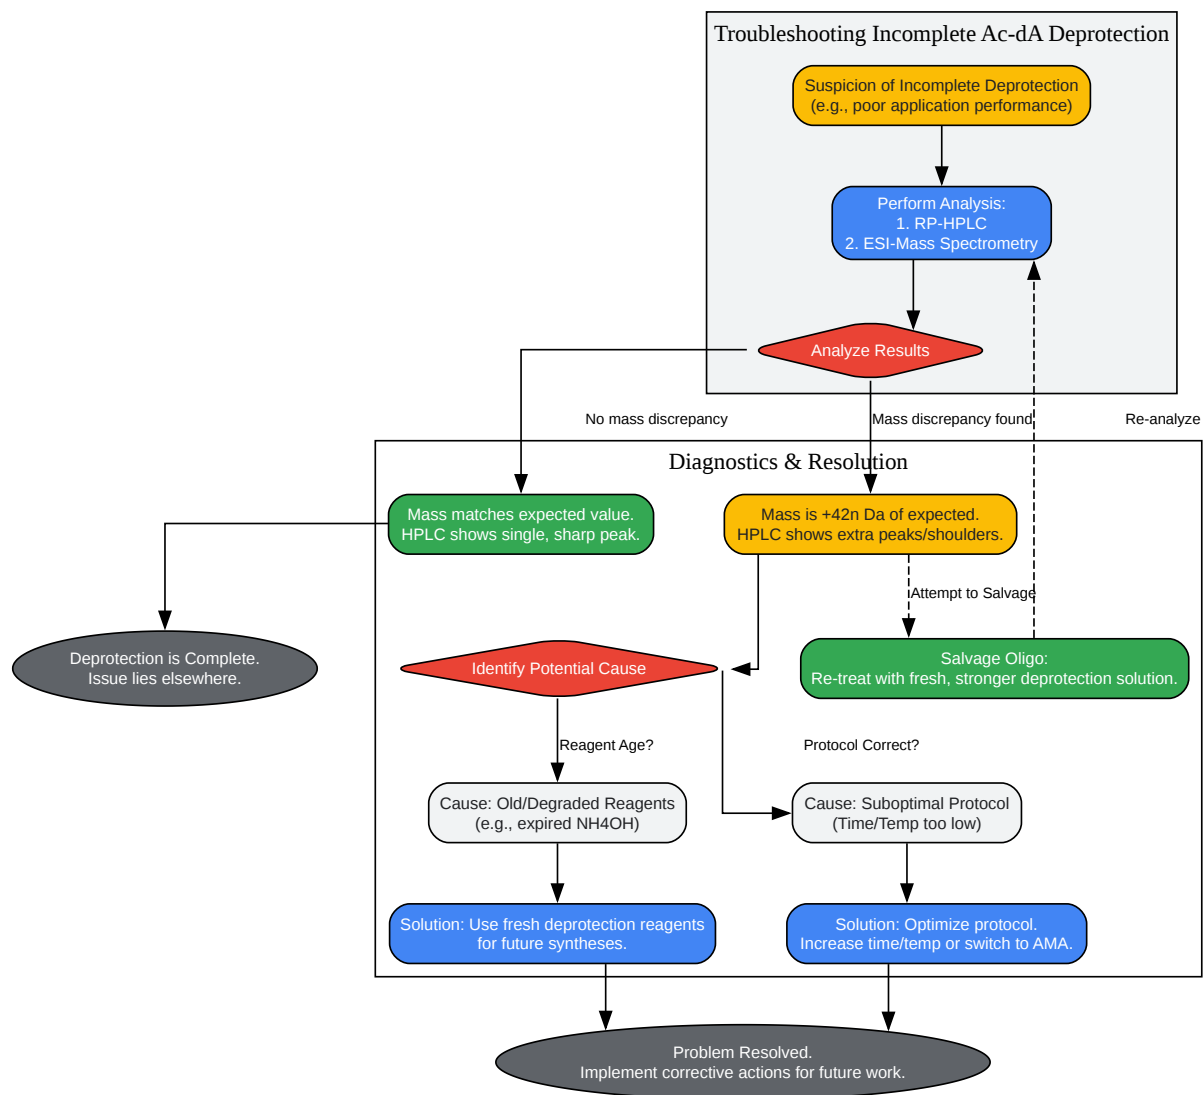 Troubleshooting Incomplete Ac-dA Deprotection
Suspicion of Incomplete Deprotection
(e.g., poor application performance)
Perform Analysis:
1. RP-HPLC
2. ESI-Mass Spectrometry
Analyze Results
No mass discrepancy
Mass discrepancy found
Re-analyze
Diagnostics & Resolution
Mass matches expected value.
HPLC shows single, sharp peak.
Mass is +42n Da of expected.
HPLC shows extra peaks/shoulders.
Attempt to Salvage
Deprotection is Complete.
Issue lies elsewhere.
Identify Potential Cause
Salvage Oligo:
Re-treat with fresh, stronger deprotection solution.
Reagent Age?
Protocol Correct?
Cause: Old/Degraded Reagents
(e.g., expired NH4OH)
Cause: Suboptimal Protocol
(Time/Temp too low)
Solution: Use fresh deprotection reagents
for future syntheses.
Solution: Optimize protocol.
Increase time/temp or switch to AMA.
Problem Resolved.
Implement corrective actions for future work.